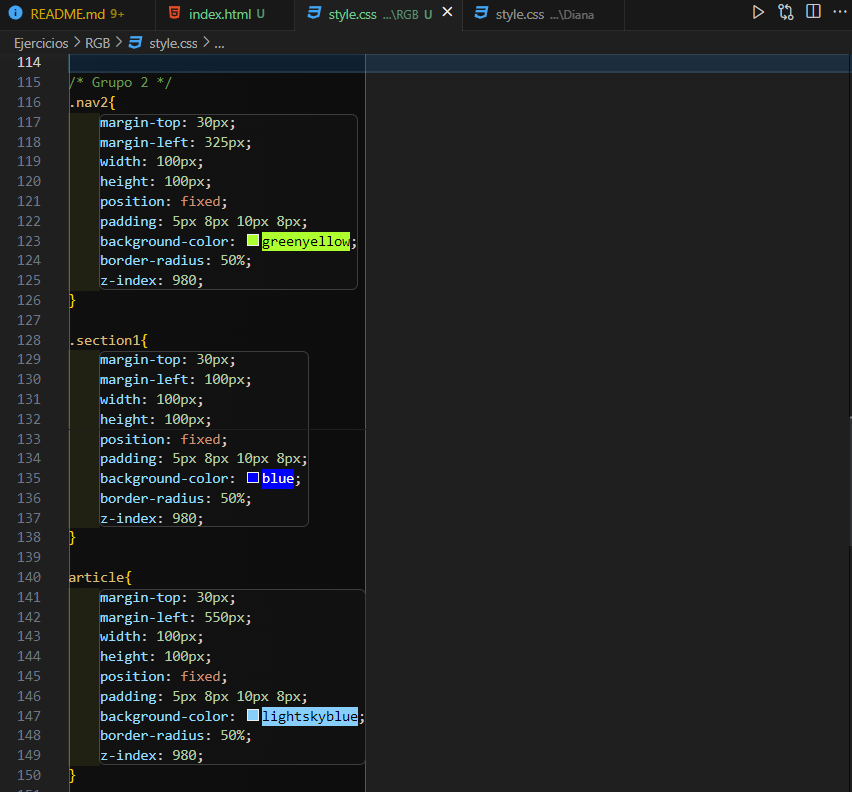 README.md 9+ index.html U style.css ...\RGB U style.css ...\Diana
Ejercicios > RGB > style.css > ...
114
115 /* Grupo 2 */
116 .nav2{
117 margin-top: 30px;
118 margin-left: 325px;
119 width: 100px;
120 height: 100px;
121 position: fixed;
122 padding: 5px 8px 10px 8px;
123 background-color: greenyellow;
124 border-radius: 50%;
125 z-index: 980;
126 }
127
128 .section1{
129 margin-top: 30px;
130 margin-left: 100px;
131 width: 100px;
132 height: 100px;
133 position: fixed;
134 padding: 5px 8px 10px 8px;
135 background-color: blue;
136 border-radius: 50%;
137 z-index: 980;
138 }
139
140 article{
141 margin-top: 30px;
142 margin-left: 550px;
143 width: 100px;
144 height: 100px;
145 position: fixed;
146 padding: 5px 8px 10px 8px;
147 background-color: lightskyblue;
148 border-radius: 50%;
149 z-index: 980;
150 }